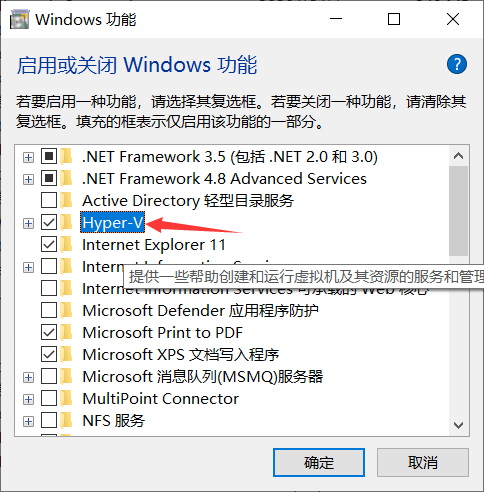 Windows 功能
启用或关闭 Windows 功能
?
若要启用一种功能，请选择其复选框。若要关闭一种功能，请清除其
复选框。填充的框表示仅启用该功能的一部分。
.NET Framework 3.5 (包括 .NET 2.0 和 3.0)
.NET Framework 4.8 Advanced Services
Active Directory 轻型目录服务
Hyper-V
Internet Explorer 11
Internet Information Services
提供一些帮助创建和运行虚拟机及其资源的服务和管理
Internet Information Services 可承载的 Web 核心
Microsoft Defender 应用程序防护
Microsoft Print to PDF
Microsoft XPS 文档写入程序
Microsoft 消息队列(MSMQ)服务器
MultiPoint Connector
NFS 服务
确定
取消